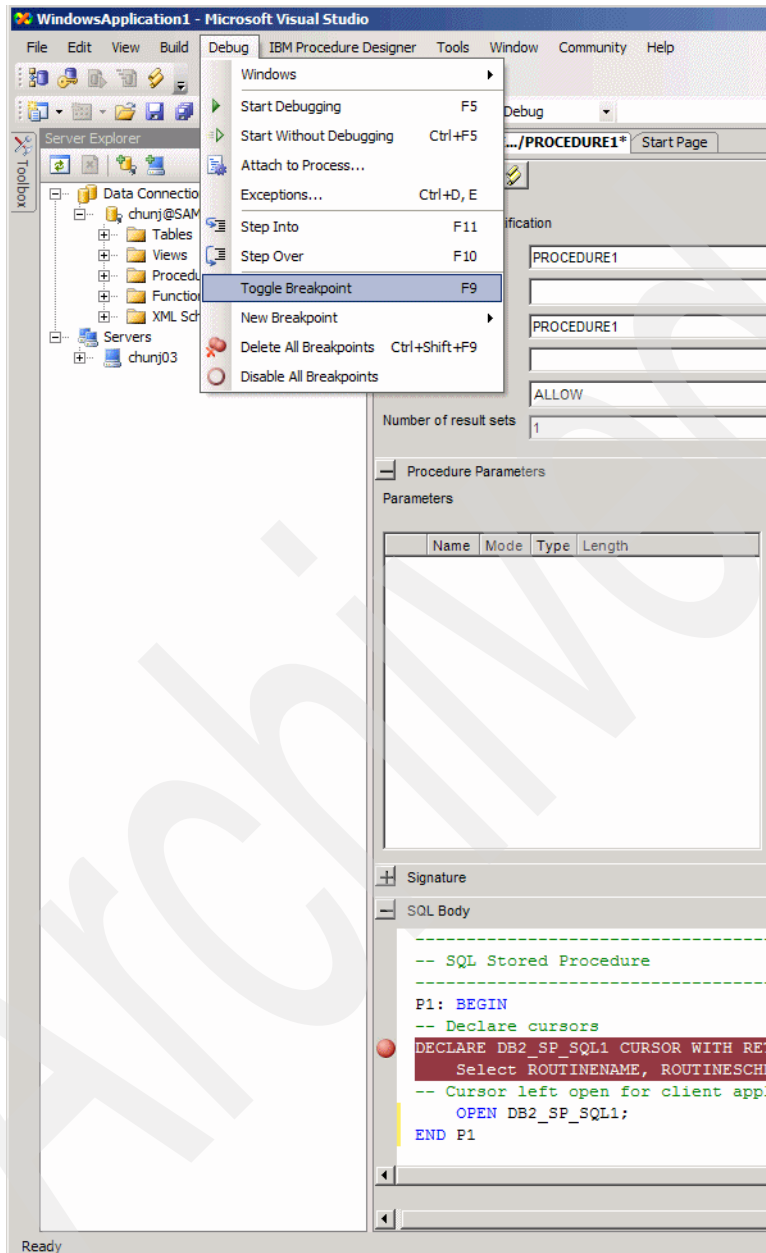 WindowsApplication1 - Microsoft Visual Studio
File Edit View Build Debug IBM Procedure Designer Tools Window Community Help
Windows
Start Debugging F5
Debug
Start Without Debugging Ctrl+F5
Attach to Process...
Exceptions... Ctrl+D, E
Step Into F11
Step Over F10
Toggle Breakpoint F9
New Breakpoint
Delete All Breakpoints Ctrl+Shift+F9
Disable All Breakpoints
Toolbox
Server Explorer
Data Connectio
chunj@SAM
Tables
Views
Procedu
Function
XML Sch
Servers
chunj03
.../PROCEDURE1* Start Page
ification
PROCEDURE1
PROCEDURE1
ALLOW
Number of result sets 1
Procedure Parameters
Parameters
Name Mode Type Length
Signature
SQL Body
----------------------------------
-- SQL Stored Procedure
----------------------------------
P1: BEGIN
-- Declare cursors
DECLARE DB2_SP_SQL1 CURSOR WITH RET
Select ROUTINENAME, ROUTINESCHE
-- Cursor left open for client appl
OPEN DB2_SP_SQL1;
END P1
Ready
Archived